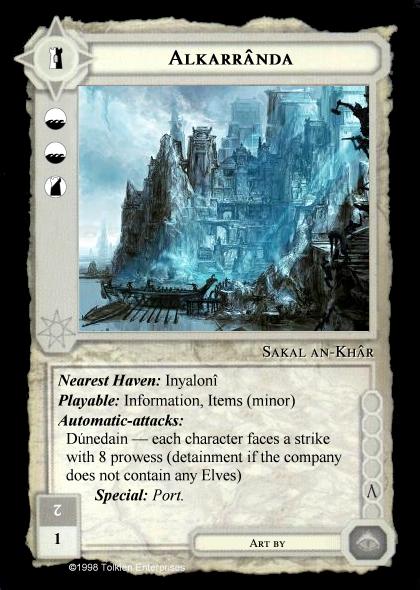 ALKARRÂNDA
SAKAL AN-KHÂR
Nearest Haven: Inyalonî
Playable: Information, Items (minor)
Automatic-attacks:
Dúnedain — each character faces a strike
with 8 prowess (detainment if the company
does not contain any Elves)
Special: Port.
2
1
ART BY
©1998 Tolkien Enterprises